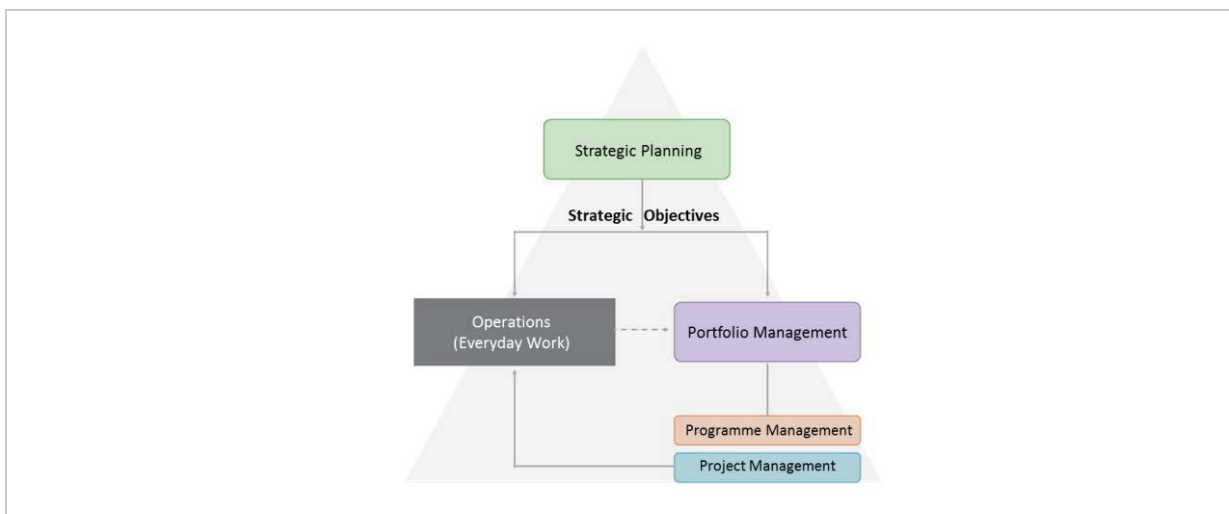 Strategic Planning
Strategic Objectives
Operations
(Everyday Work)
Portfolio Management
Programme Management
Project Management